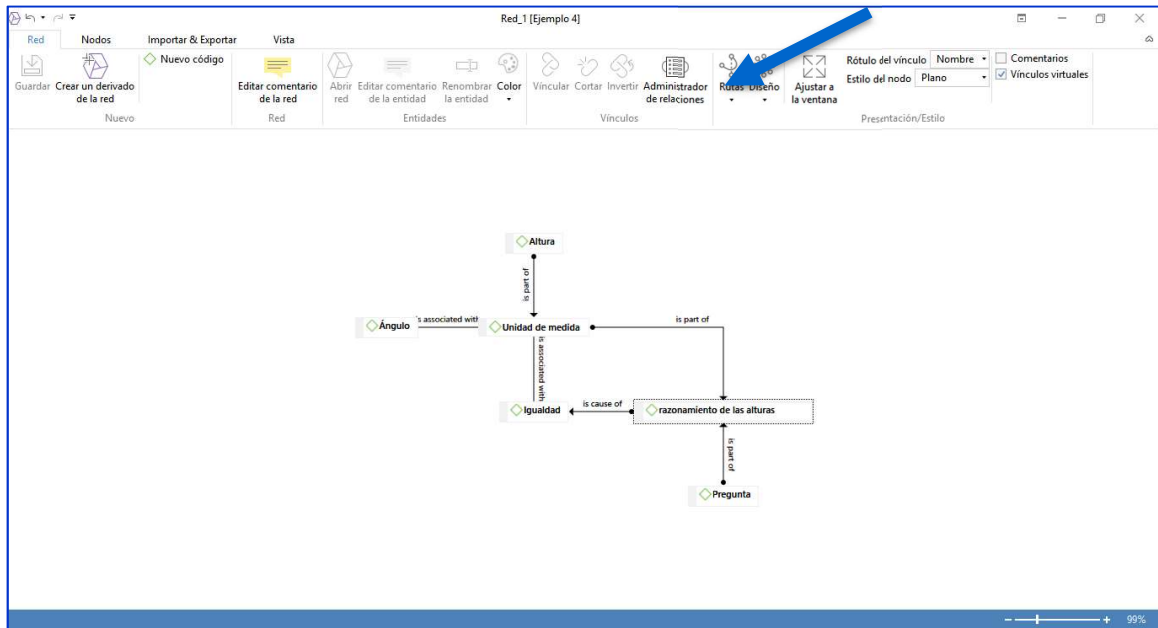 Red_1 [Ejemplo 4]
Red Nodos Importar & Exportar Vista
Guardar
Crear un derivado
de la red
Nuevo código
Nuevo
Editar comentario
de la red
Red
Abrir
red
Editar comentario
de la entidad
Renombrar
la entidad
Color
Entidades
Víncular
Cortar
Invertir
Administrador
de relaciones
Vínculos
Rutas
Diseño
Ajustar a
la ventana
Rótulo del vínculo Nombre
Estilo del nodo Plano
Comentarios
Vínculos virtuales
Presentación/Estilo
Altura
is part of
Ángulo
is associated with
Unidad de medida
is part of
is associated with
Igualdad
is cause of
razonamiento de las alturas
is part of
Pregunta
99%